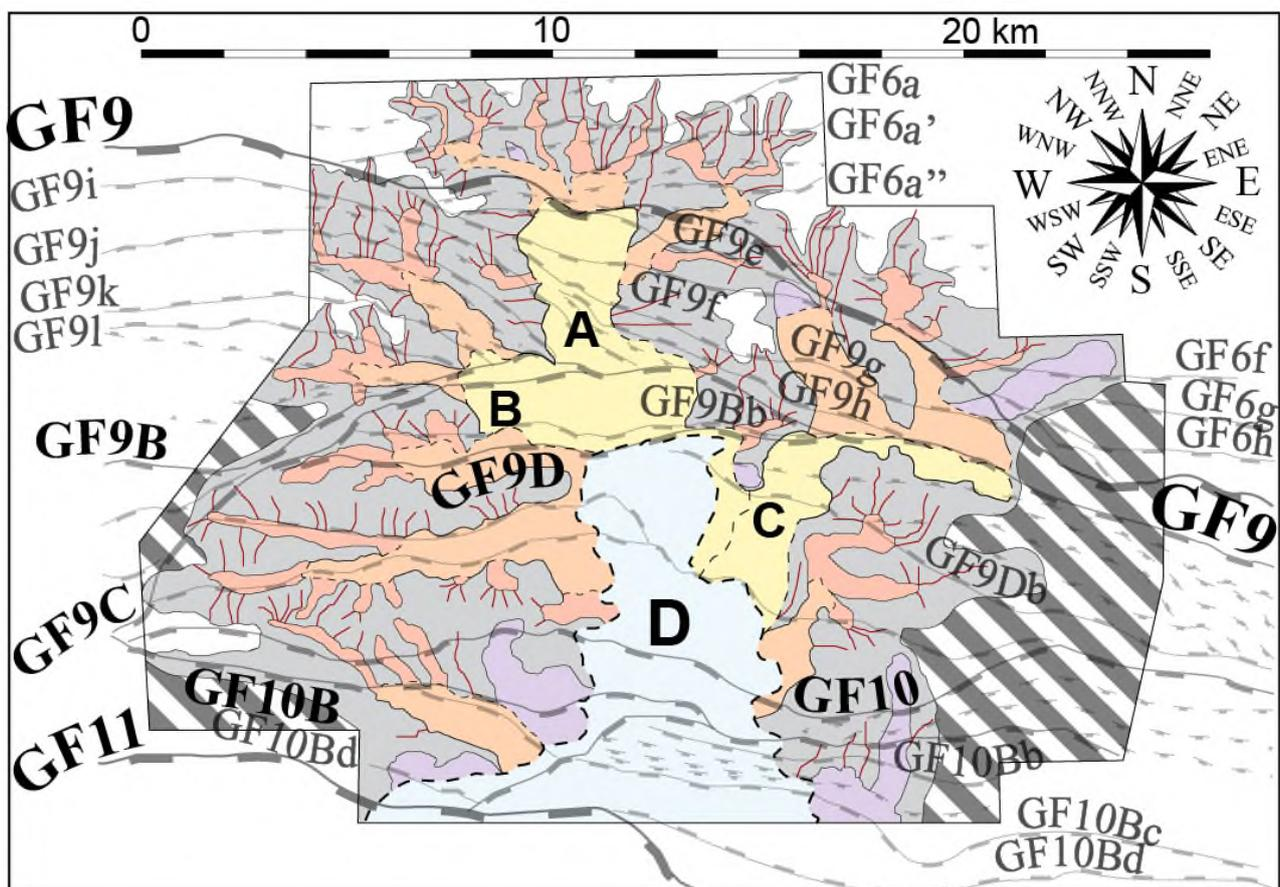 0 10 20 km
GF6a
GF6a’
GF6a”
N
NNE
NE
ENE
E
ESE
SE
SSE
S
SSW
SW
WSW
W
WNW
NW
NNW
GF9
GF9i
GF9j
GF9k
GF9l
GF9e
GF9f
GF9g
GF9h
A
B
GF9Bb
GF6f
GF6g
GF6h
GF9B
GF9D
GF9
C
GF9Db
D
GF9C
GF10B
GF10
GF10Bd
GF10Bb
GF11
GF10Bc
GF10Bd